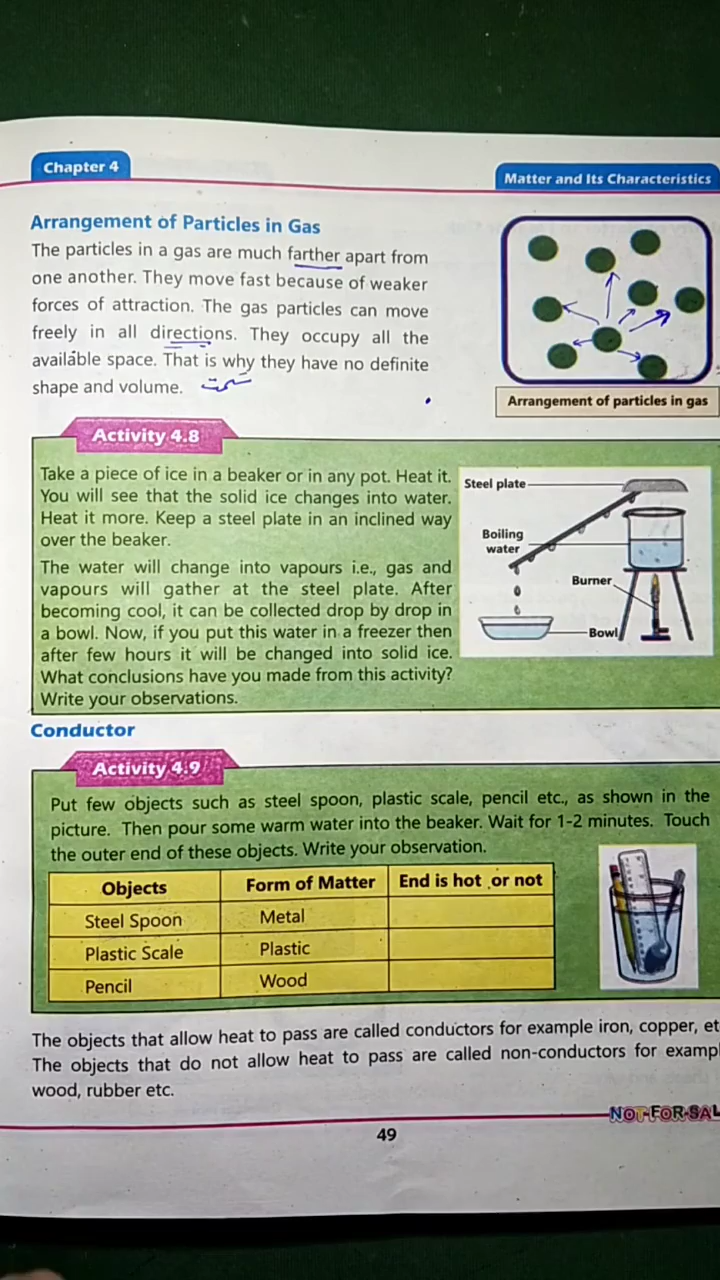 Chapter 4
Matter and Its Characteristics
Arrangement of Particles in Gas
The particles in a gas are much farther apart from
one another. They move fast because of weaker
forces of attraction. The gas particles can move
freely in all directions. They occupy all the
available space. That is why they have no definite
shape and volume.
Arrangement of particles in gas
Activity 4.8
Take a piece of ice in a beaker or in any pot. Heat it.
You will see that the solid ice changes into water.
Heat it more. Keep a steel plate in an inclined way
over the beaker.
The water will change into vapours i.e., gas and
vapours will gather at the steel plate. After
becoming cool, it can be collected drop by drop in
a bowl. Now, if you put this water in a freezer then
after few hours it will be changed into solid ice.
What conclusions have you made from this activity?
Write your observations.
Steel plate
Boiling
water
Burner
Bowl
Conductor
Activity 4.9
Put few objects such as steel spoon, plastic scale, pencil etc., as shown in the
picture. Then pour some warm water into the beaker. Wait for 1-2 minutes. Touch
the outer end of these objects. Write your observation.
Objects Form of Matter End is hot or not
Steel Spoon Metal
Plastic Scale Plastic
Pencil Wood
The objects that allow heat to pass are called conductors for example iron, copper, et
The objects that do not allow heat to pass are called non-conductors for exampl
wood, rubber etc.
NOT FOR SAL
49